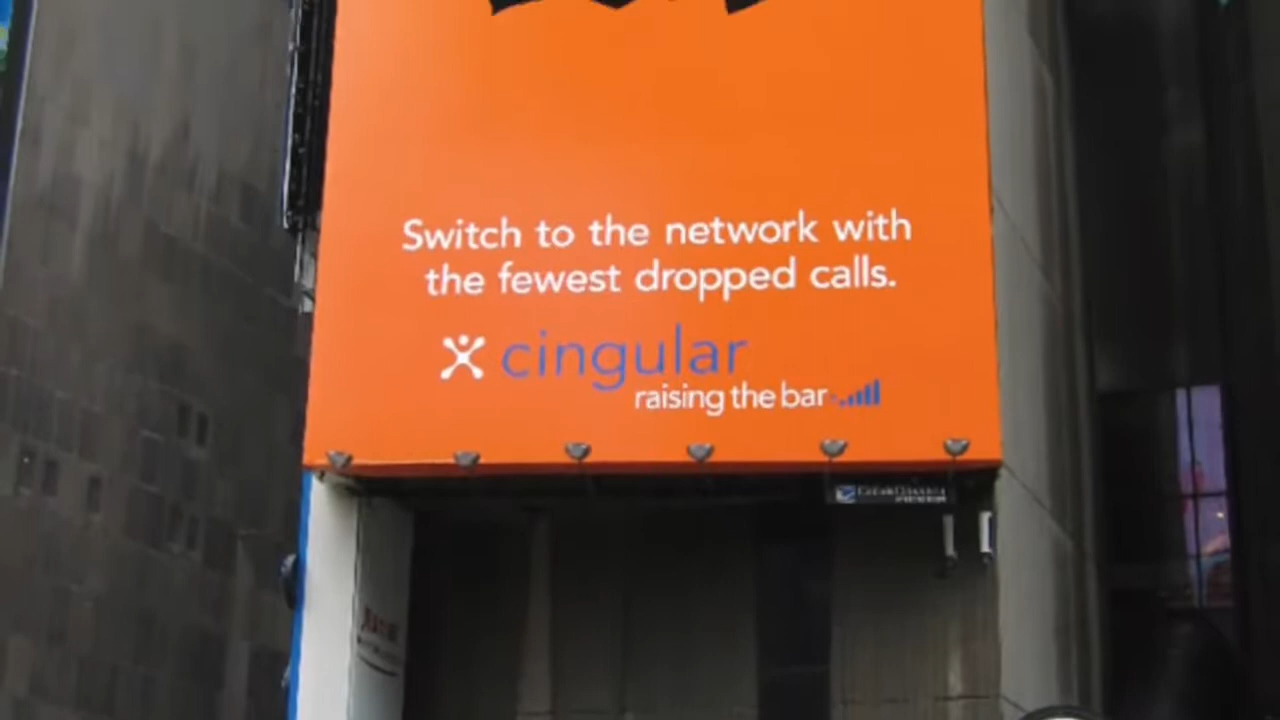 Switch to the network with
the fewest dropped calls.
cingular
raising the bar